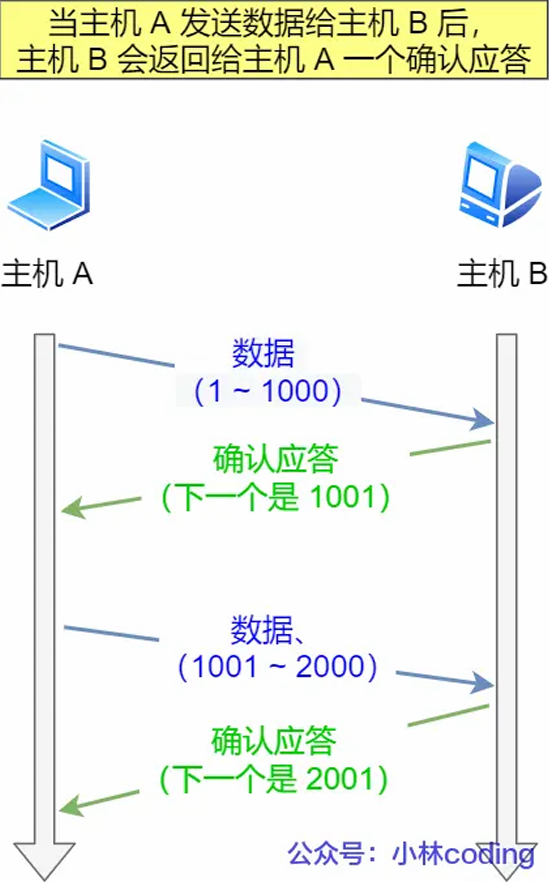 当主机 A 发送数据给主机 B 后，
主机 B 会返回给主机 A 一个确认应答
主机 A
主机 B
数据
（1 ~ 1000）
确认应答
（下一个是 1001）
数据、
（1001 ~ 2000）
确认应答
（下一个是 2001）
公众号：小林coding